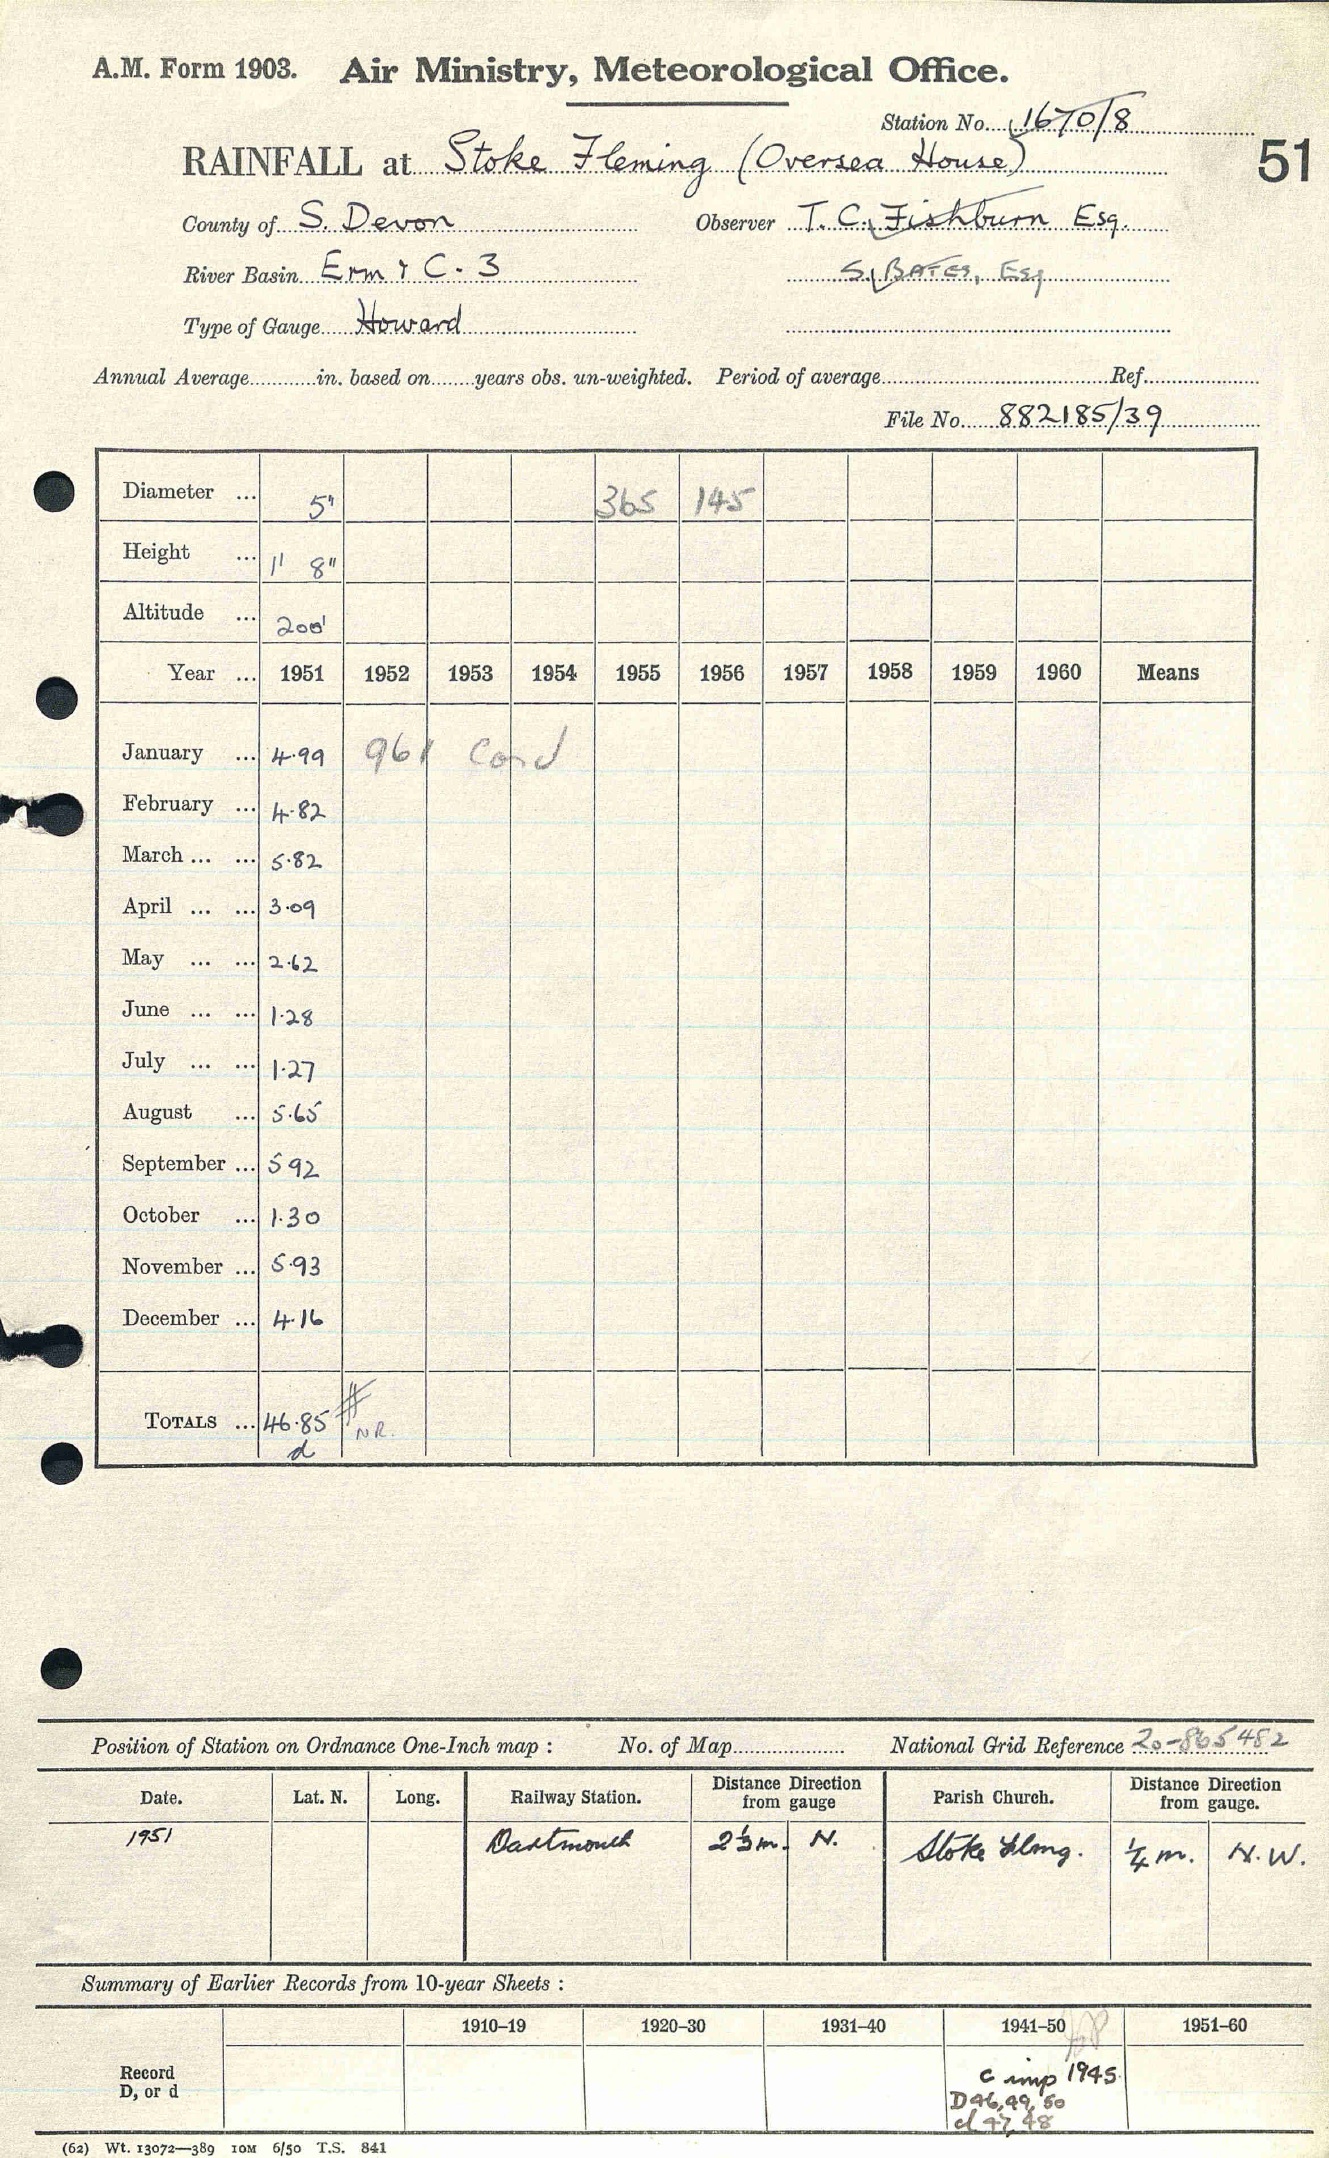 A.M. Form 1903. Air Ministry, Meteorological Office.
Station No. 1670/8
51
RAINFALL at Stoke Fleming (Oversea House)
County of S. Devon Observer T. C. Fishburn Esq.
River Basin Erm & C. 3 S. BATES, Esq
Type of Gauge Howard
Annual Average in. based on years obs. un-weighted. Period of average Ref.
File No. 882185/39
Diameter ... 5" 365 145
Height ... 1' 8"
Altitude ... 200'
Year ... 1951 1952 1953 1954 1955 1956 1957 1958 1959 1960 Means
January ... 4.99 961 Card
February ... 4.82
March ... ... 5.82
April ... ... 3.09
May ... ... 2.62
June ... ... 1.28
July ... ... 1.27
August ... 5.65
September ... 5 92
October ... 1.30
November ... 5.93
December ... 4.16
TOTALS ... 46.85 # N R.
d
Position of Station on Ordnance One-Inch map : No. of Map National Grid Reference 20-865482
Date. Lat. N. Long. Railway Station. Distance Direction from gauge Parish Church. Distance Direction from gauge.
1951 Dartmouth 2⅓ m. N. Stoke Flmg. ¼ m. N.W.
Summary of Earlier Records from 10-year Sheets :
1910–19 1920–30 1931–40 1941–50 1951–60
Record D, or d
c imp 1945
D46, 49, 50
d 47, 48
(62) Wt. 13072—389 10M 6/50 T.S. 841